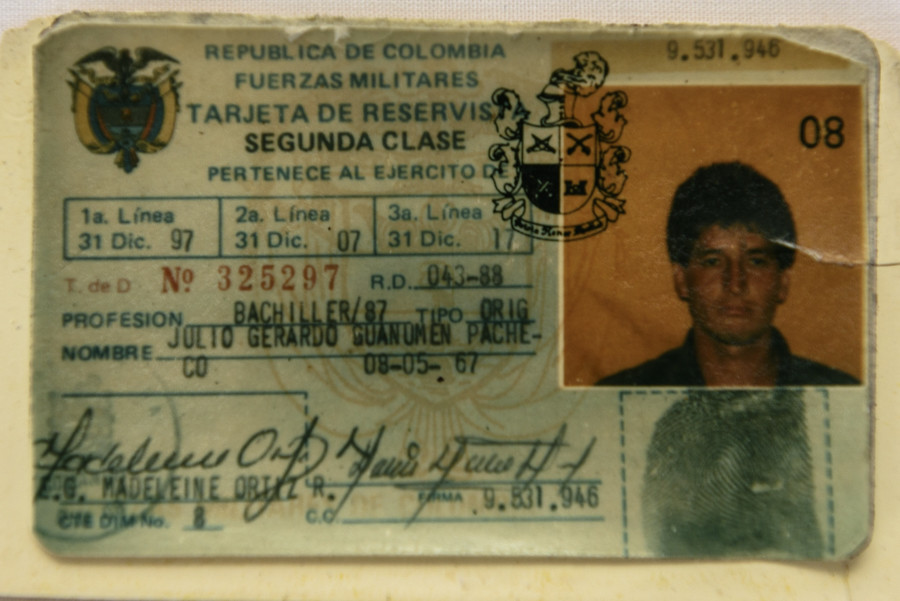 REPUBLICA DE COLOMBIA
FUERZAS MILITARES
TARJETA DE RESERVIS
SEGUNDA CLASE
PERTENECE AL EJERCITO DE
9.531.946
08
1a. Línea 2a. Línea 3a. Línea
31 Dic. 97 31 Dic. 07 31 Dic. 17
T. de D Nº 325297 R.D. 043-88
PROFESION BACHILLER/87 TIPO ORIG
JULIO GERARDO GUANUMEN PACHE-
NOMBRE
CO 08-05- 67
MADELEINE ORTIZ R.
FIRMA 9.831.946
CTE DIM No. 8 C.C.